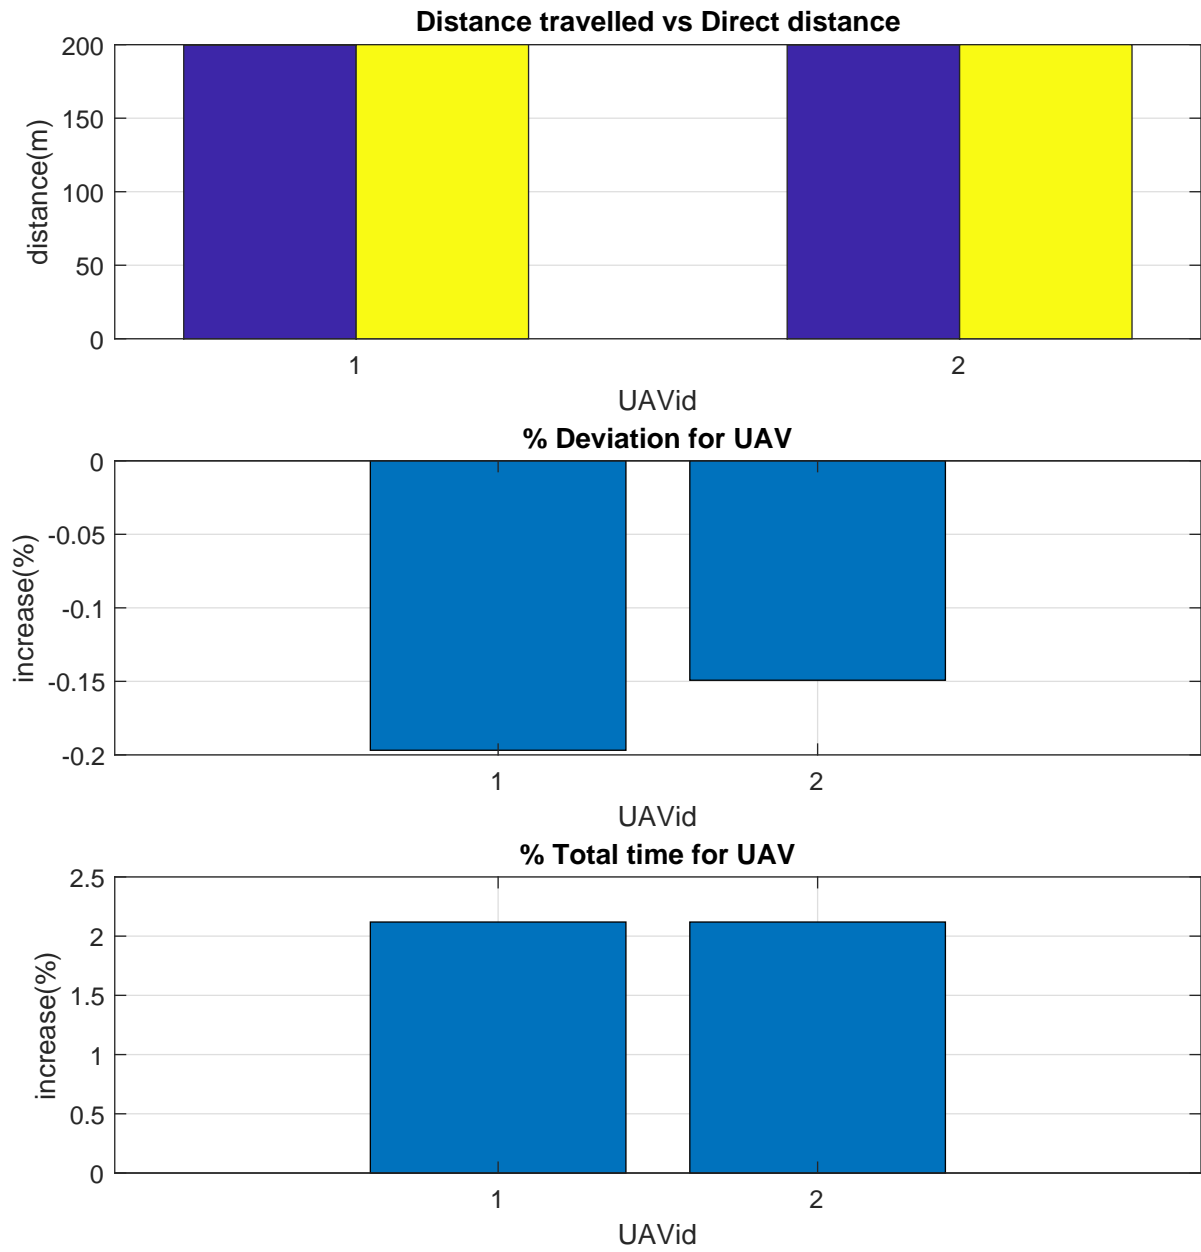 Distance travelled vs Direct distance
200
150
100
50
0
distance(m)
1 2
UAVid
% Deviation for UAV
0
-0.05
-0.1
-0.15
-0.2
increase(%)
1 2
UAVid
% Total time for UAV
2.5
2
1.5
1
0.5
0
increase(%)
1 2
UAVid